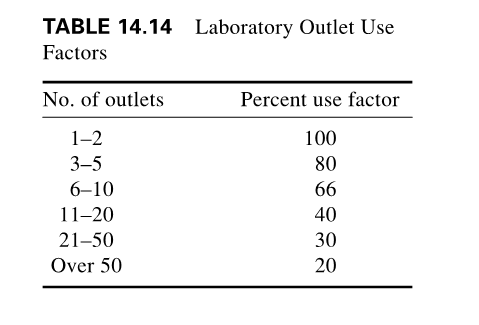 TABLE 14.14 Laboratory Outlet Use
Factors
No. of outlets Percent use factor
1–2 100
3–5 80
6–10 66
11–20 40
21–50 30
Over 50 20